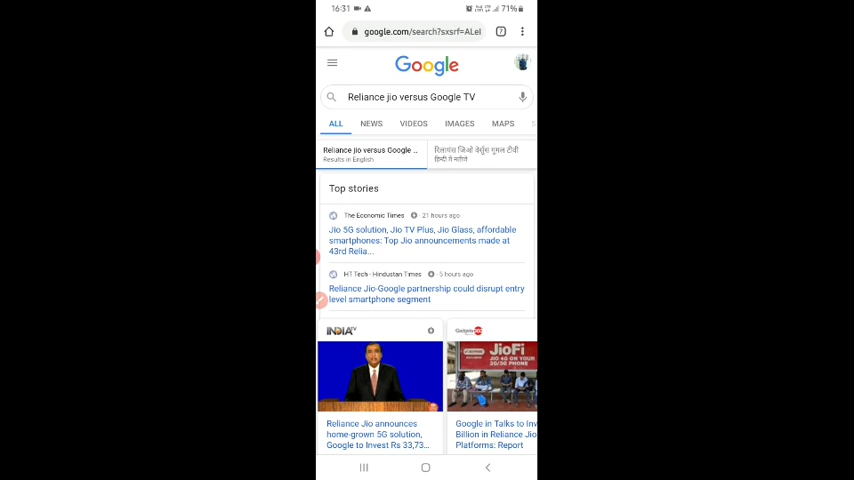 16:31 71%
google.com/search?sxsrf=ALeI 7
Google
Reliance jio versus Google TV
ALL NEWS VIDEOS IMAGES MAPS
Reliance jio versus Google ..
Results in English
रिलायंस जिओ वेर्सुस गूगल टीवी
हिन्दी में नतीजे
Top stories
The Economic Times 21 hours ago
Jio 5G solution, Jio TV Plus, Jio Glass, affordable
smartphones: Top Jio announcements made at
43rd Relia...
HT Tech - Hindustan Times 5 hours ago
Reliance Jio-Google partnership could disrupt entry
level smartphone segment
INDIA TV
Reliance Jio announces
home-grown 5G solution,
Google to Invest Rs 33,73...
Gadgets
JioFi
JIO 4G ON YOUR
2G/3G PHONE
Google in Talks to Inv
Billion in Reliance Jio
Platforms: Report